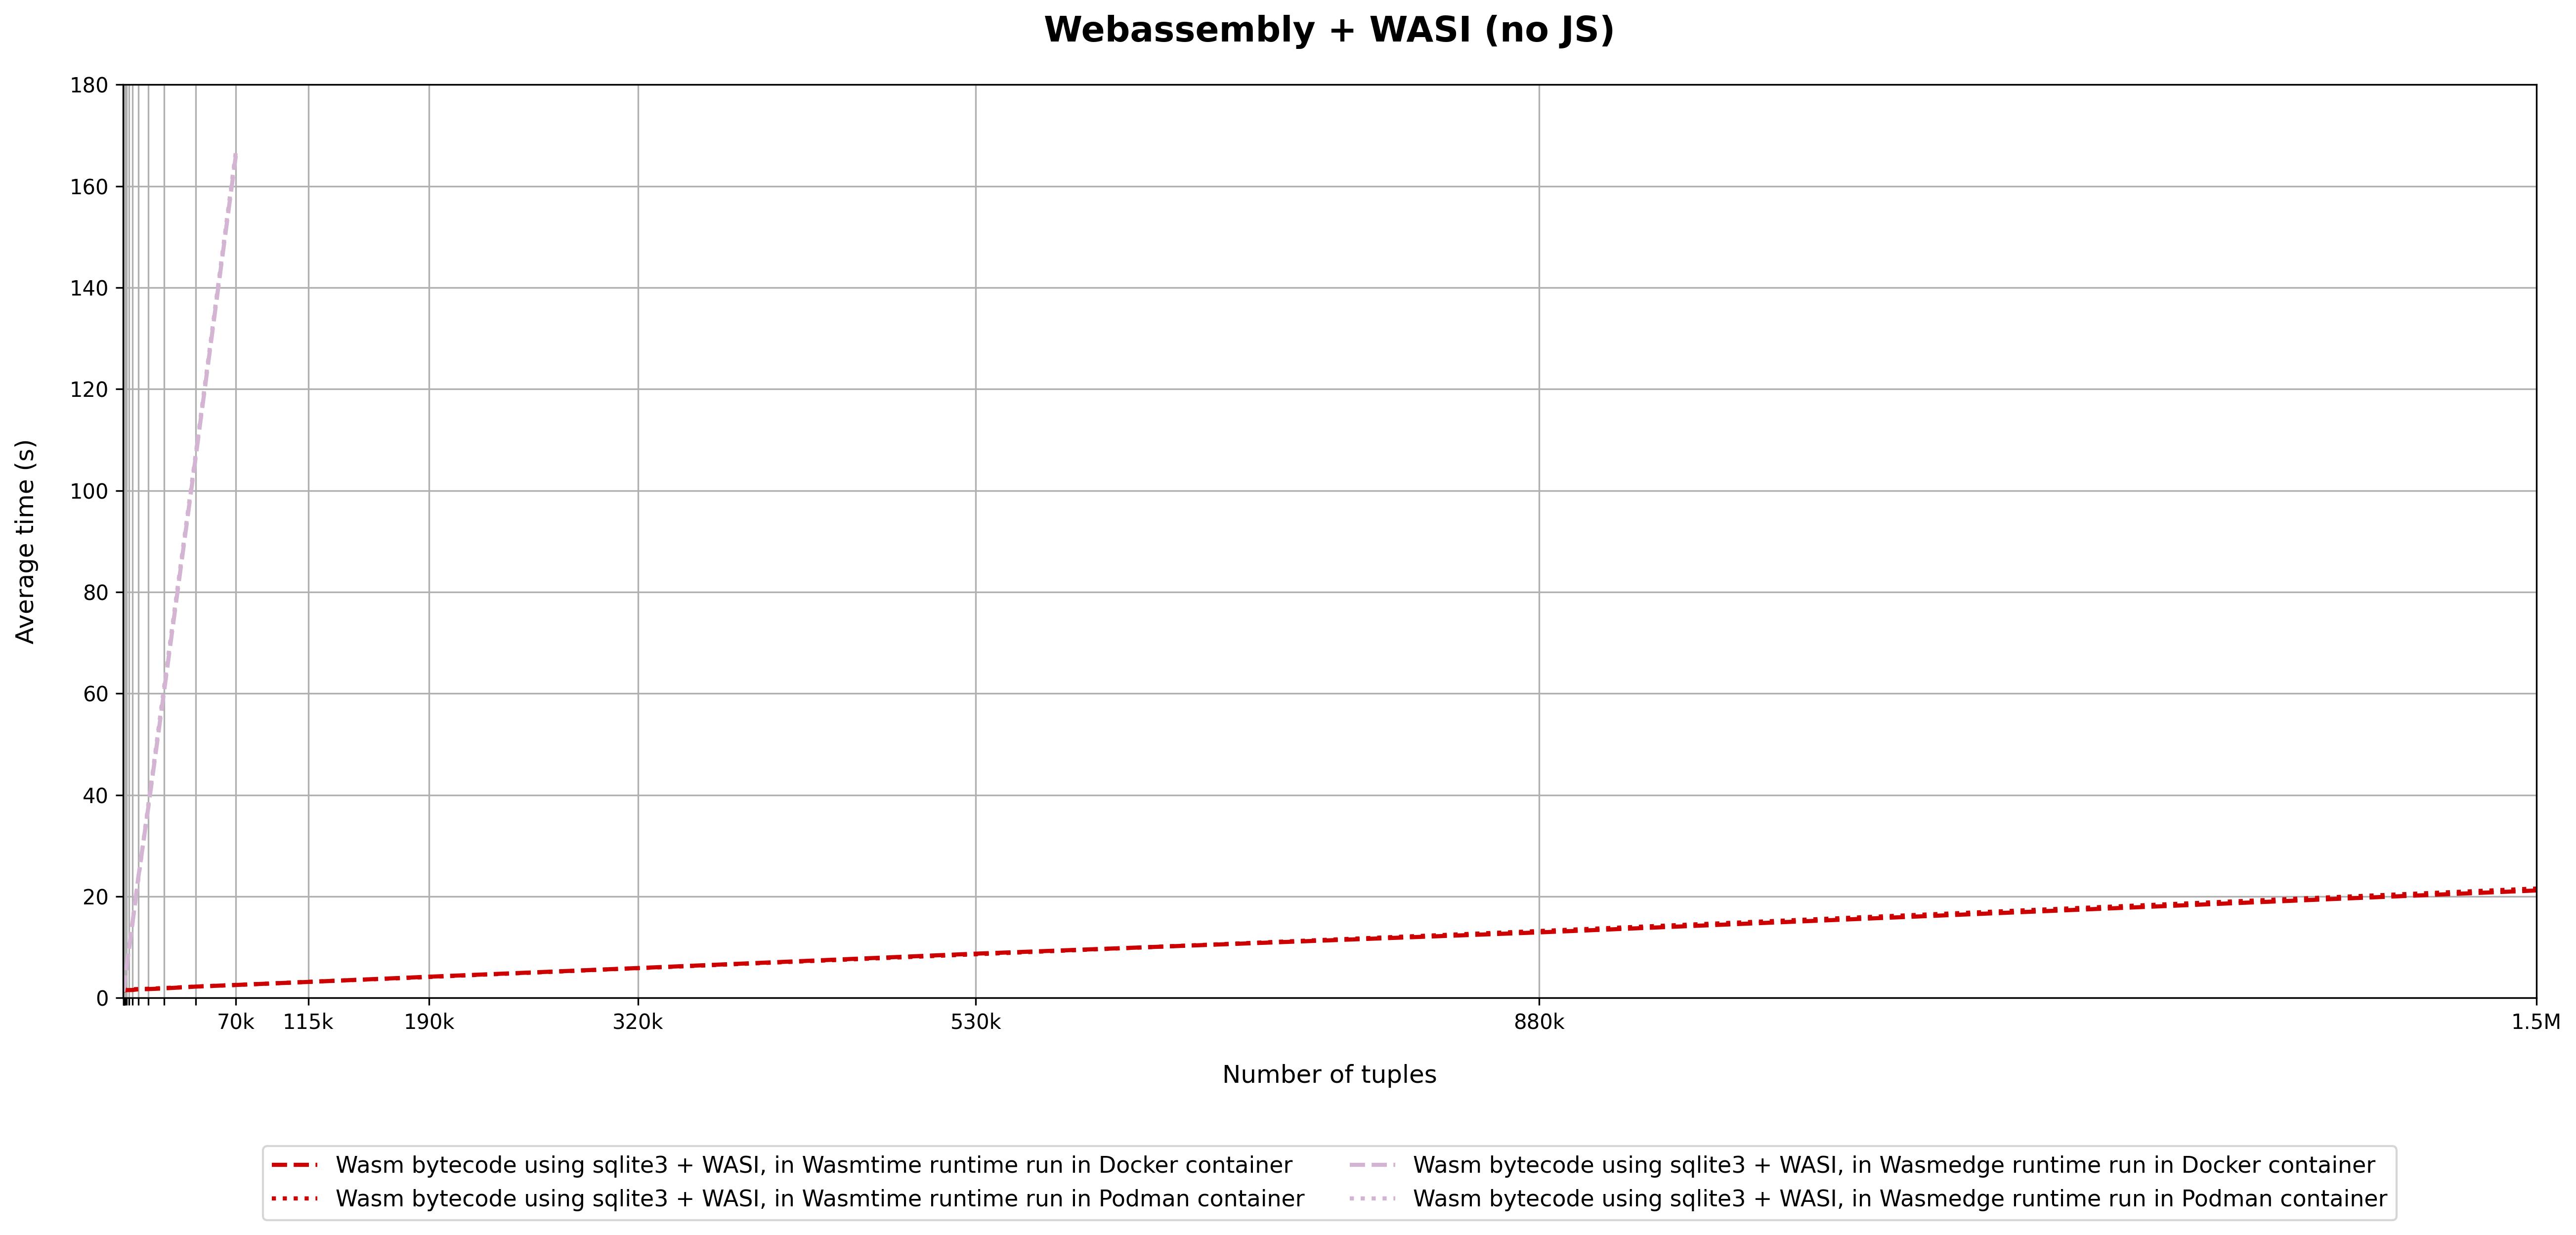 Webassembly + WASI (no JS)
180
160
140
120
100
80
60
40
20
0
Average time (s)
70k 115k 190k 320k 530k 880k 1.5M
Number of tuples
Wasm bytecode using sqlite3 + WASI, in Wasmtime runtime run in Docker container
Wasm bytecode using sqlite3 + WASI, in Wasmtime runtime run in Podman container
Wasm bytecode using sqlite3 + WASI, in Wasmedge runtime run in Docker container
Wasm bytecode using sqlite3 + WASI, in Wasmedge runtime run in Podman container